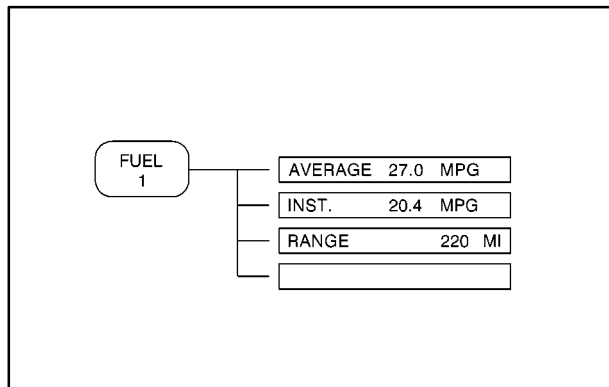 FUEL
1
AVERAGE 27.0 MPG
INST. 20.4 MPG
RANGE 220 MI